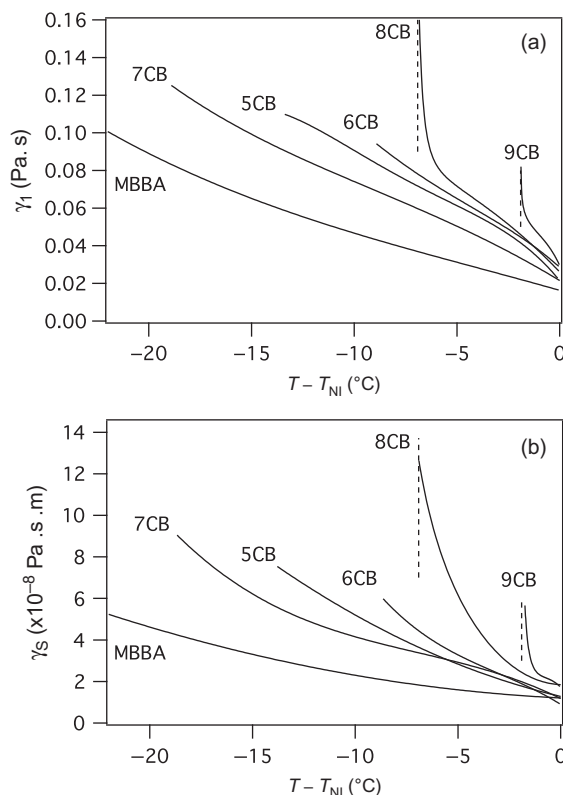 0.16
0.14
0.12
0.10
0.08
0.06
0.04
0.02
0.00
γ1 (Pa. s)
(a)
8CB
7CB
5CB
6CB
9CB
MBBA
−20 −15 −10 −5 0
T − TNI (°C)
14
12
10
8
6
4
2
0
γS (x10−8 Pa .s .m)
(b)
8CB
7CB
5CB
6CB
9CB
MBBA
−20 −15 −10 −5 0
T − TNI (°C)